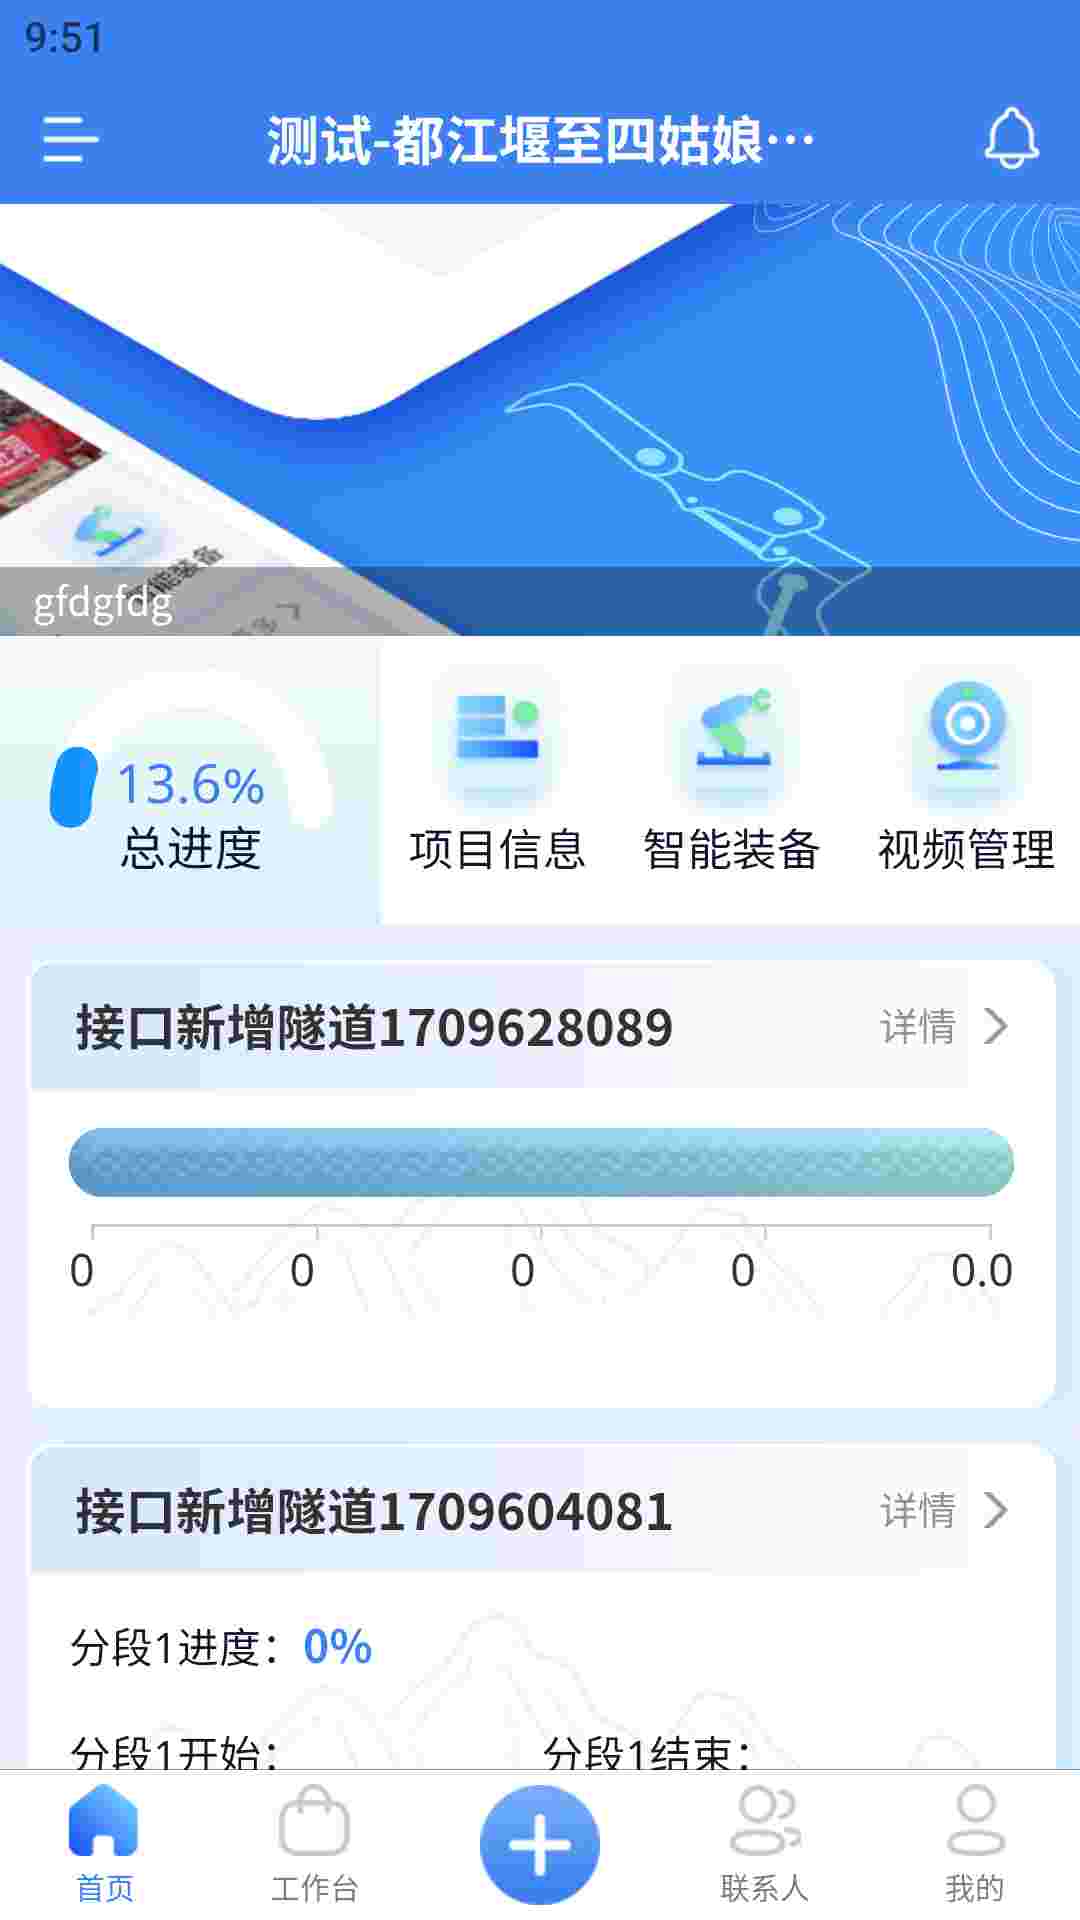 9:51
测试-都江堰至四姑娘…
gfdgfdg
13.6%
总进度
项目信息
智能装备
视频管理
接口新增隧道1709628089
详情
0 0 0 0 0.0
接口新增隧道1709604081
详情
分段1进度：0%
分段1开始：
分段1结束：
首页
工作台
联系人
我的